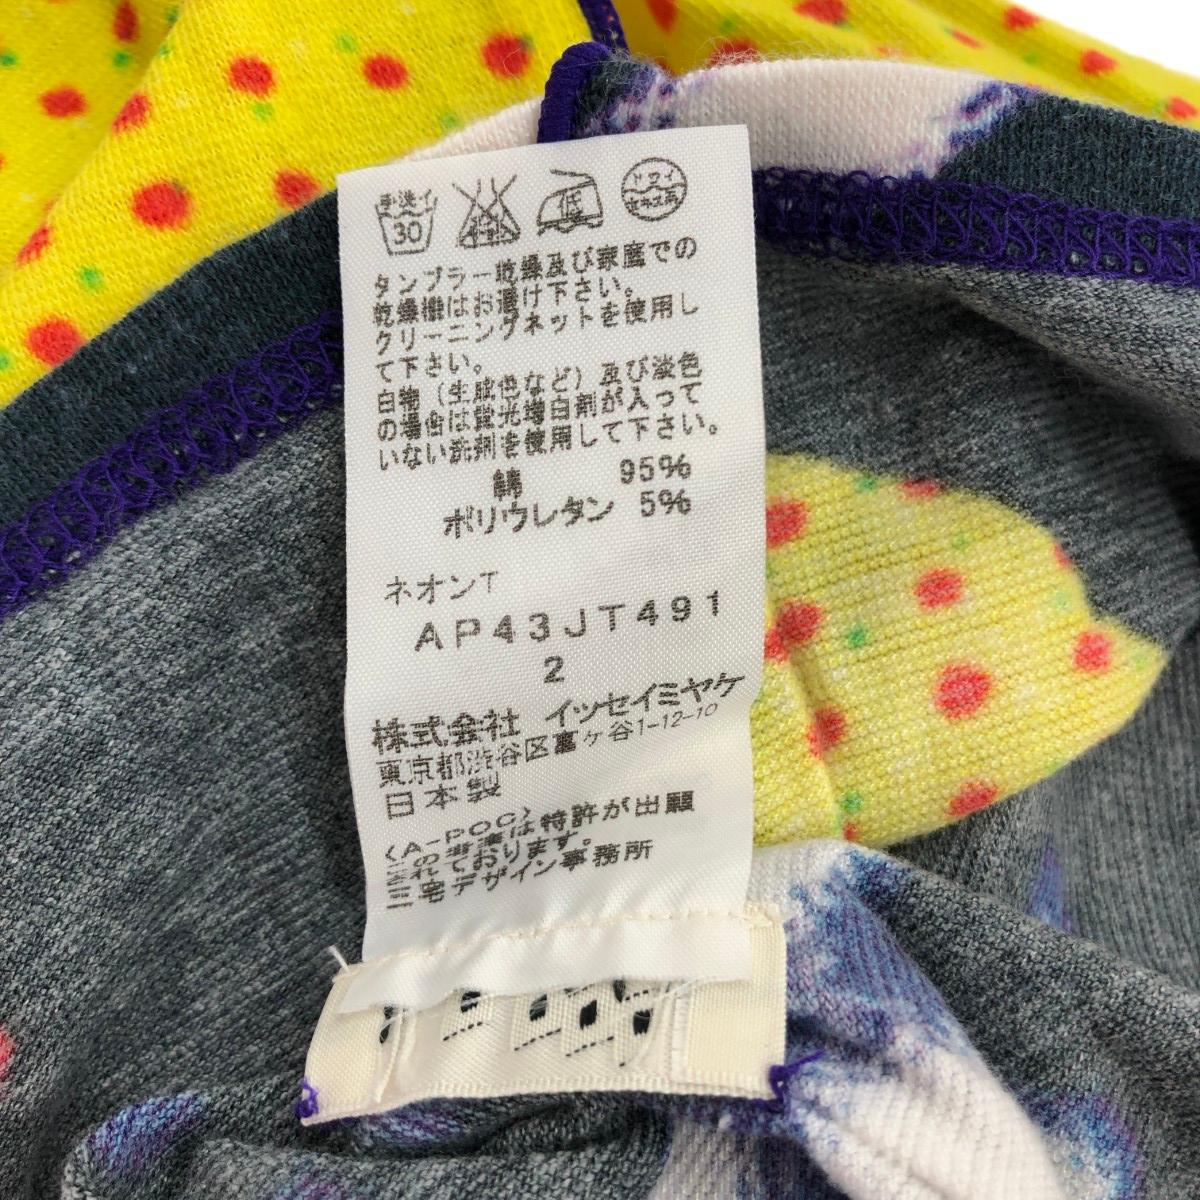 手洗イ
30
低
ドライ
セキユ系
タンブラー乾燥及び家庭での
乾燥機はお避け下さい。
クリーニングネットを使用し
て下さい。
白物（生成色など）及び淡色
の場合は蛍光増白剤が入って
いない洗剤を使用して下さい。
綿 95%
ポリウレタン 5%
ネオンT
AP43JT491
2
株式会社 イッセイミヤケ
東京都渋谷区富ヶ谷1-12-10
日本製
〈A-POC〉
は特許が出願
されております。
三宅デザイン事務所